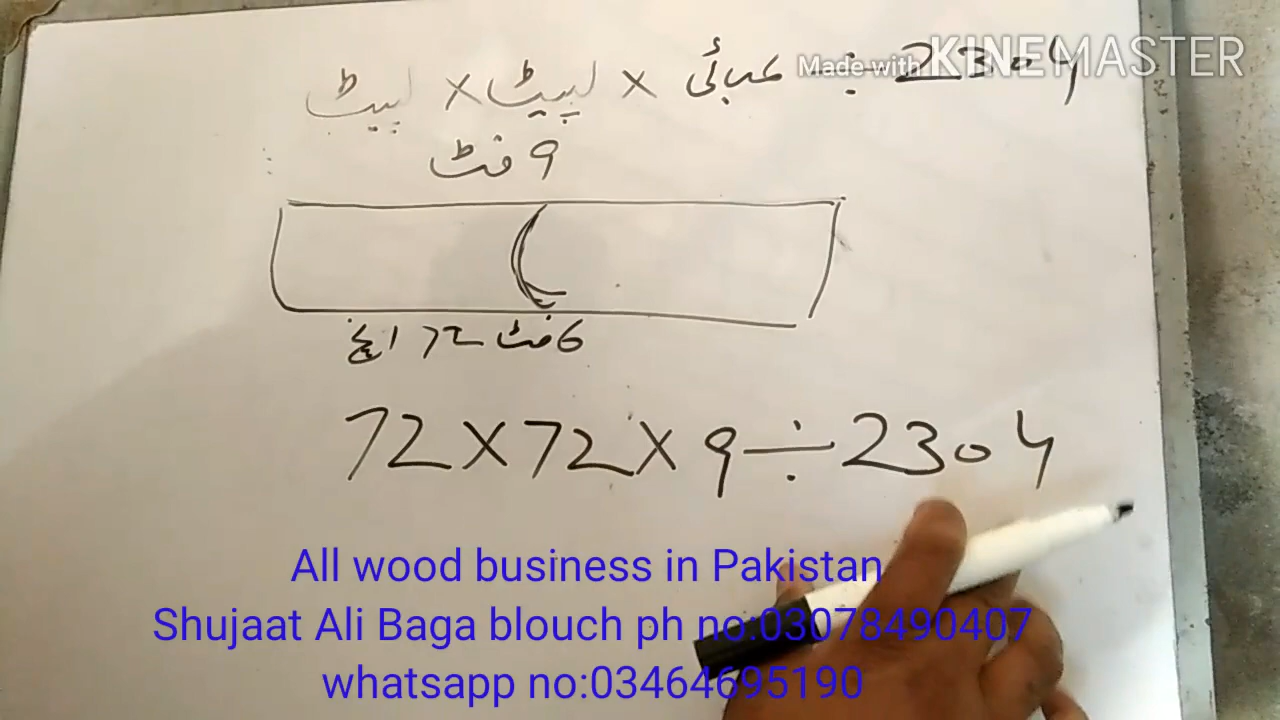 Made with KINEMASTER
لپیٹ × لپیٹ × لمبائی ÷ 2304
9 فٹ
6 فٹ 72 انچ
72×72×9÷2304
All wood business in Pakistan
Shujaat Ali Baga blouch ph no:03078490407
whatsapp no:03464695190